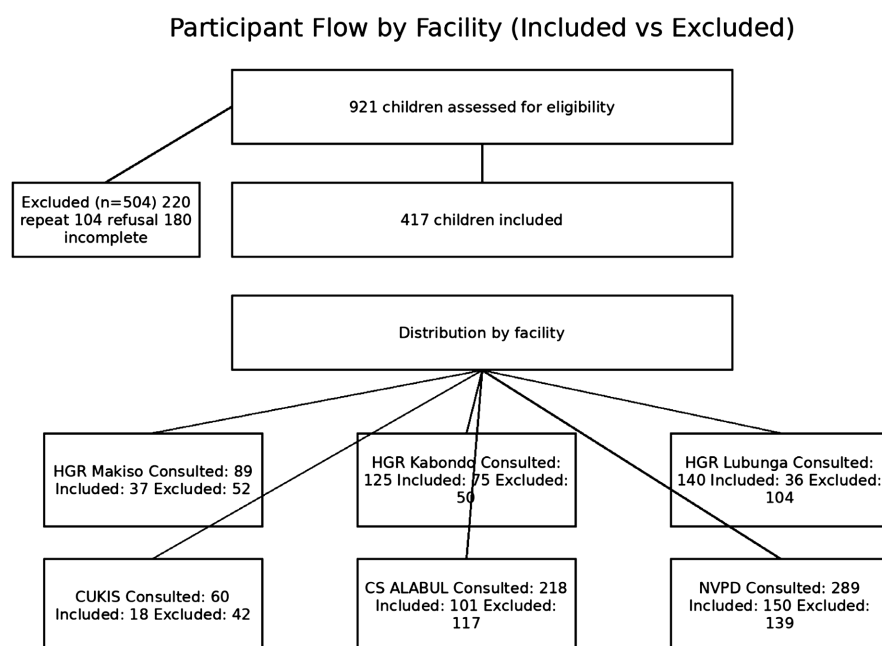 Participant Flow by Facility (Included vs Excluded)
921 children assessed for eligibility
Excluded (n=504) 220
repeat 104 refusal 180
incomplete
417 children included
Distribution by facility
HGR Makiso Consulted: 89
Included: 37 Excluded: 52
HGR Kabondo Consulted:
125 Included: 75 Excluded:
50
HGR Lubunga Consulted:
140 Included: 36 Excluded:
104
CUKIS Consulted: 60
Included: 18 Excluded: 42
CS ALABUL Consulted: 218
Included: 101 Excluded:
117
NVPD Consulted: 289
Included: 150 Excluded:
139